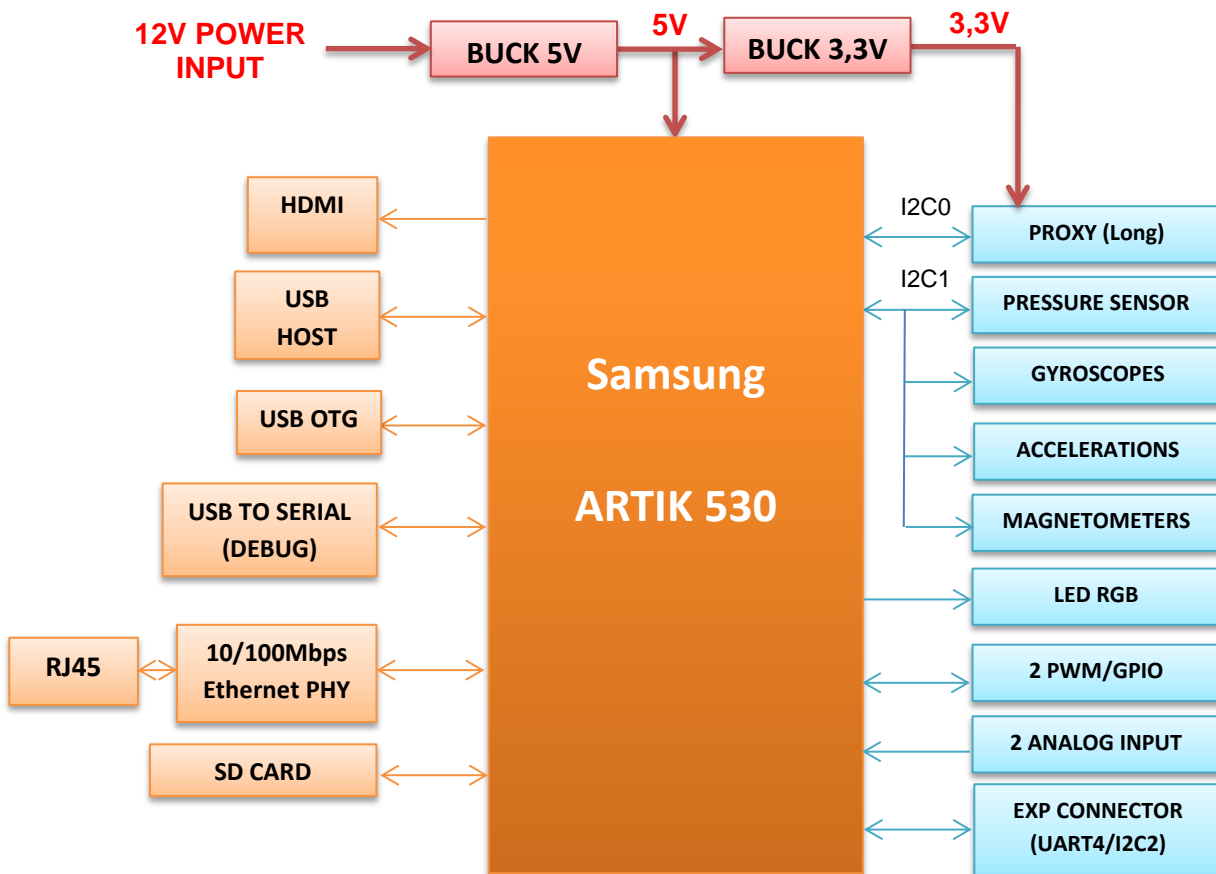 12V POWER
INPUT
BUCK 5V
5V
BUCK 3,3V
3,3V
HDMI
USB
HOST
USB OTG
USB TO SERIAL
(DEBUG)
RJ45
10/100Mbps
Ethernet PHY
SD CARD
Samsung
ARTIK 530
I2C0
I2C1
PROXY (Long)
PRESSURE SENSOR
GYROSCOPES
ACCELERATIONS
MAGNETOMETERS
LED RGB
2 PWM/GPIO
2 ANALOG INPUT
EXP CONNECTOR
(UART4/I2C2)